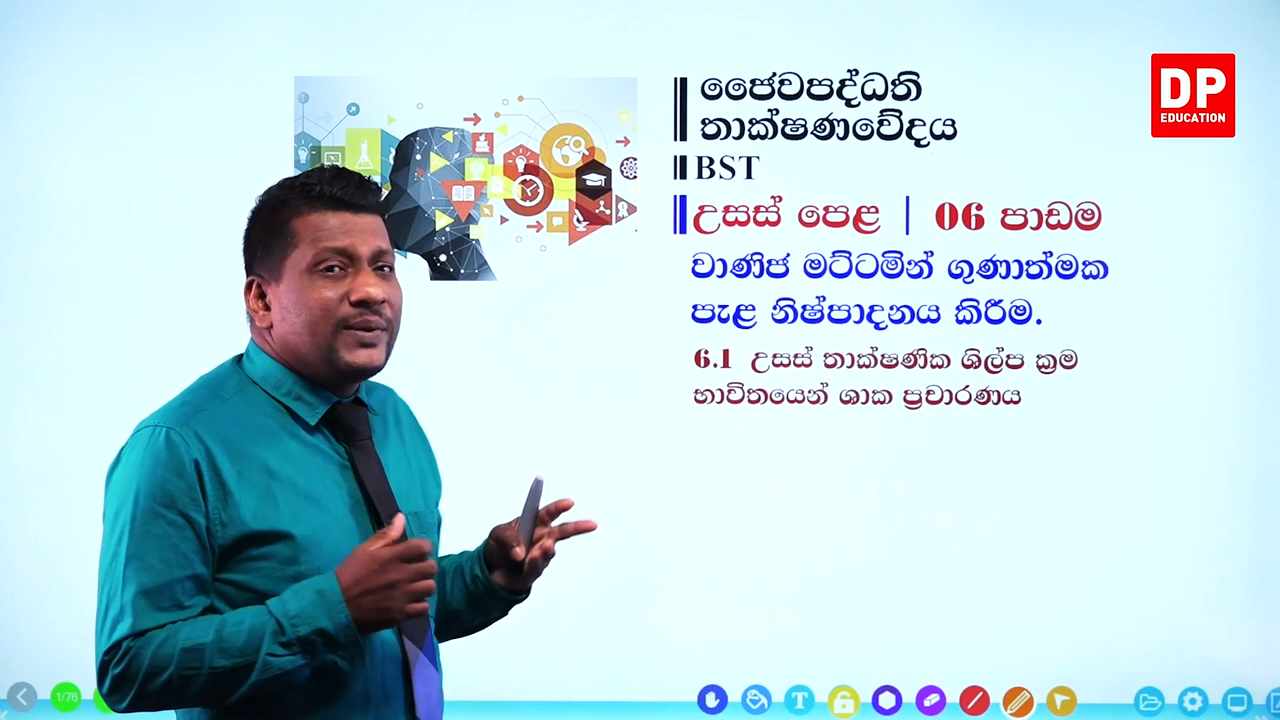 DP
EDUCATION
ජෛවපද්ධති
තාක්ෂණවේදය
BST
උසස් පෙළ | 06 පාඩම
වාණිජ මට්ටමින් ගුණාත්මක
පැළ නිෂ්පාදනය කිරීම.
6.1 උසස් තාක්ෂණික ශිල්ප ක්‍රම
භාවිතයෙන් ශාක ප්‍රචාරණය
1/76
T